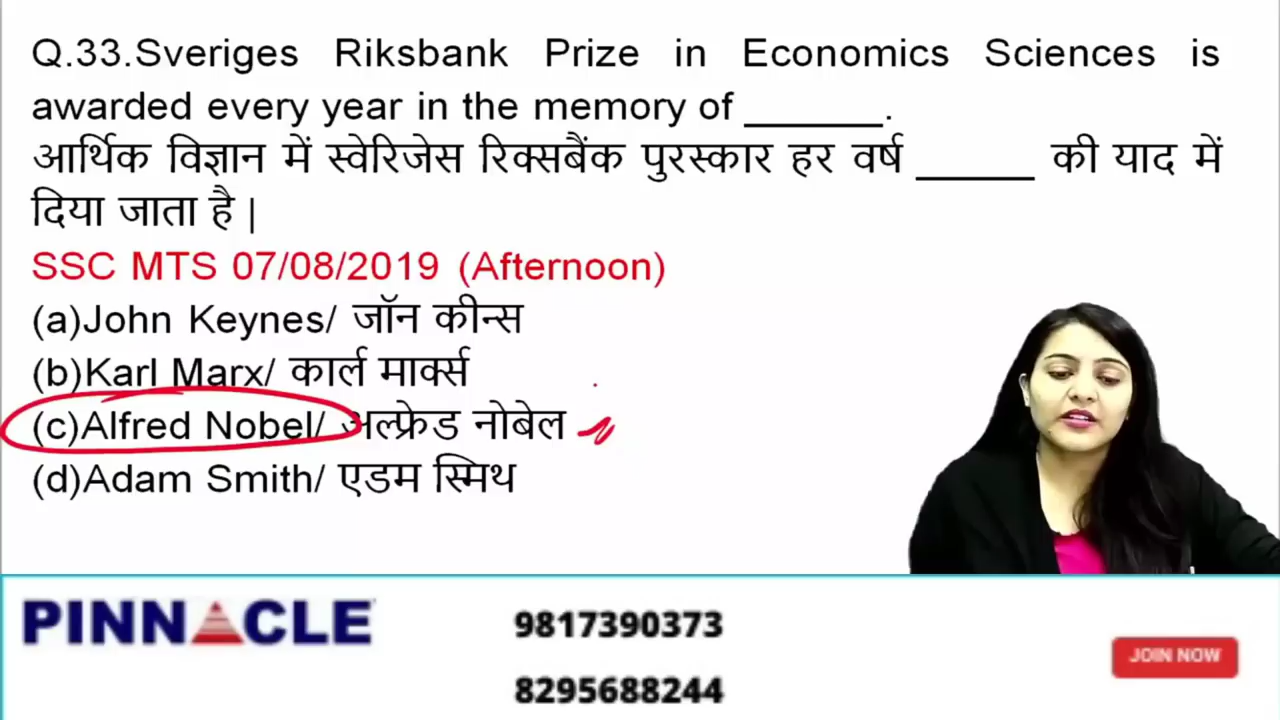 Q.33.Sveriges Riksbank Prize in Economics Sciences is
awarded every year in the memory of ______.
आर्थिक विज्ञान में स्वेरिजेस रिक्सबैंक पुरस्कार हर वर्ष _____ की याद में
दिया जाता है |
SSC MTS 07/08/2019 (Afternoon)
(a)John Keynes/ जॉन कीन्स
(b)Karl Marx/ कार्ल मार्क्स
(c)Alfred Nobel/ अल्फ्रेड नोबेल
(d)Adam Smith/ एडम स्मिथ
PINNACLE
9817390373
8295688244
JOIN NOW